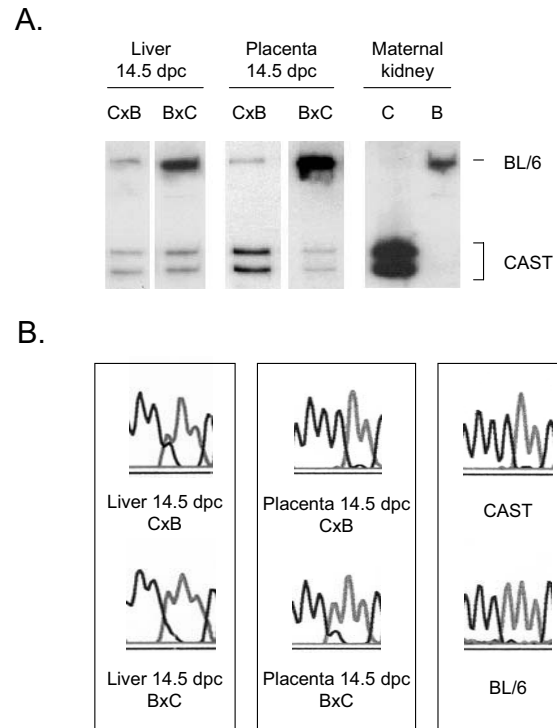 A.
Liver
14.5 dpc
Placenta
14.5 dpc
Maternal
kidney
CxB BxC CxB BxC C B
BL/6
CAST
B.
Liver 14.5 dpc
CxB
Placenta 14.5 dpc
CxB
CAST
Liver 14.5 dpc
BxC
Placenta 14.5 dpc
BxC
BL/6